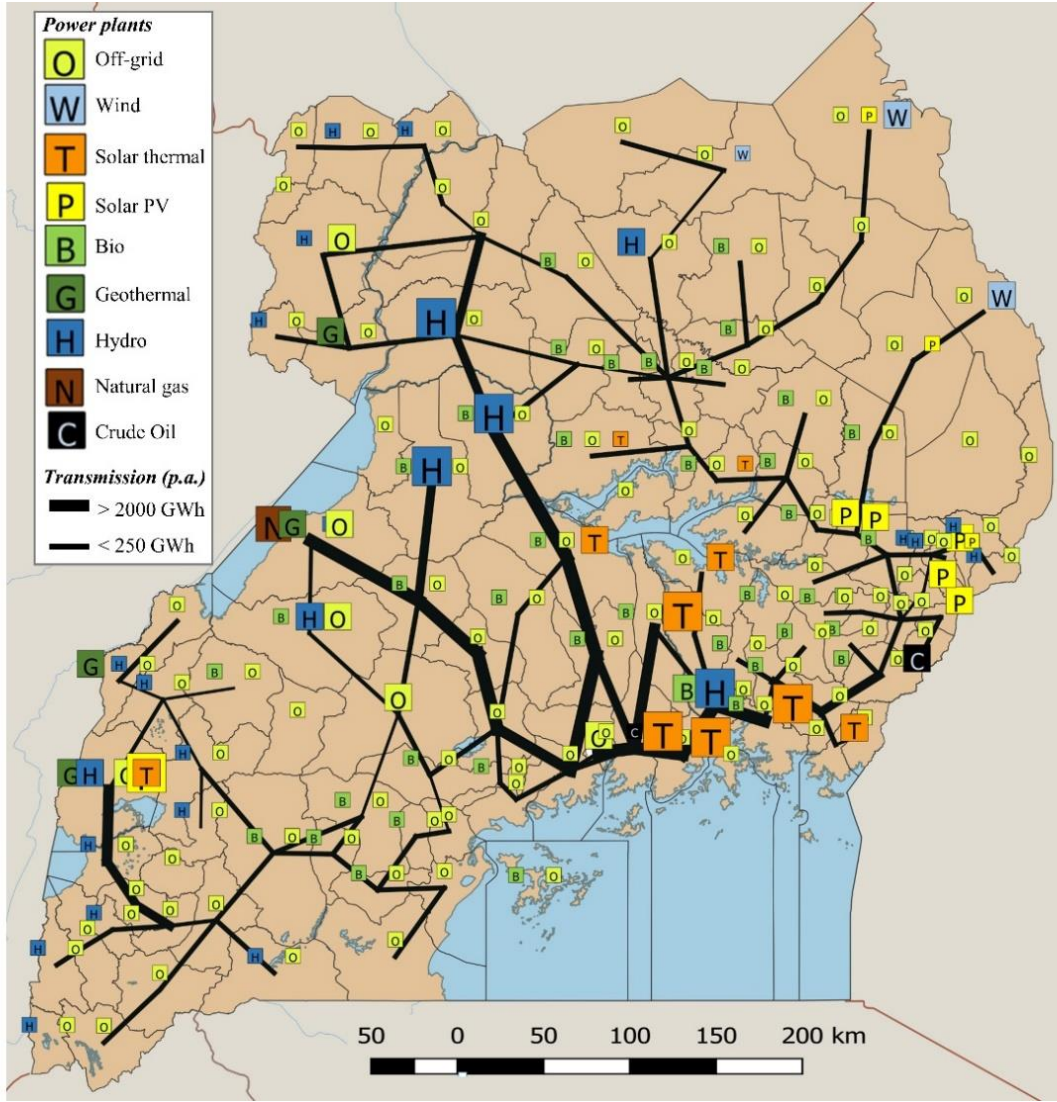 Power plants
O Off-grid
W Wind
T Solar thermal
P Solar PV
B Bio
G Geothermal
H Hydro
N Natural gas
C Crude Oil
Transmission (p.a.)
> 2000 GWh
< 250 GWh
50 0 50 100 150 200 km